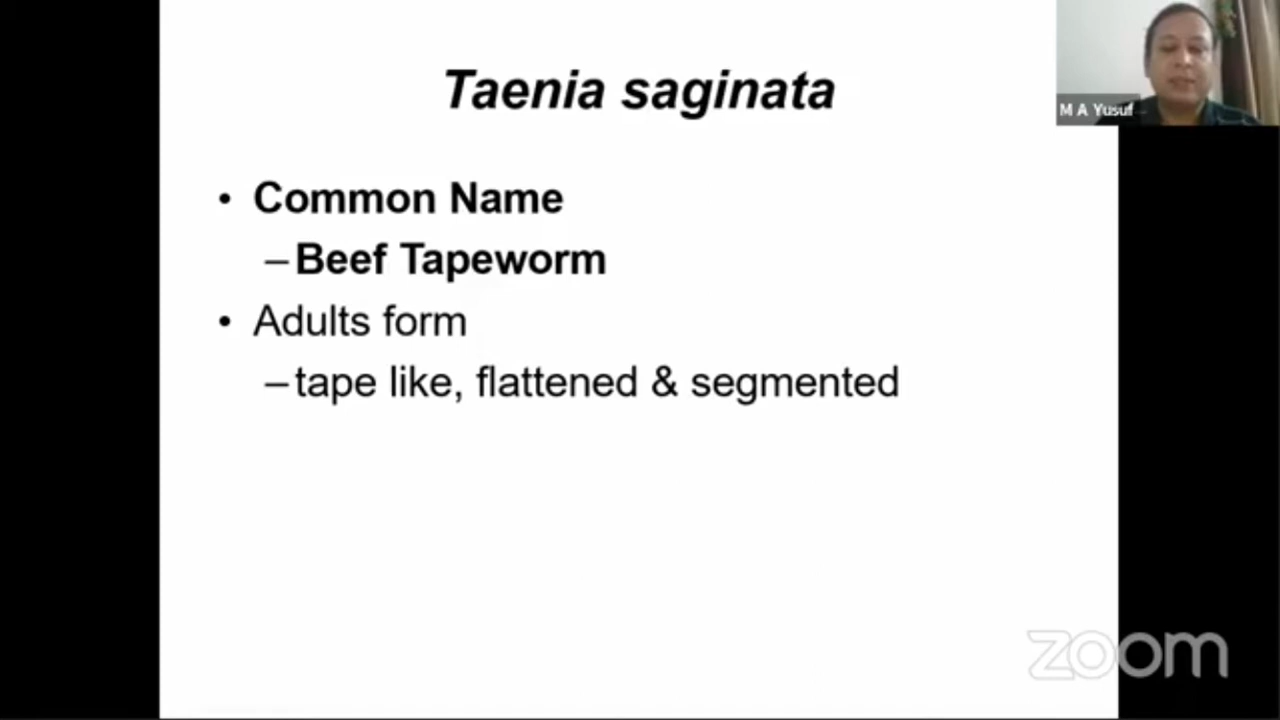 Taenia saginata
M A Yusuf
• Common Name
– Beef Tapeworm
• Adults form
– tape like, flattened & segmented
zoom